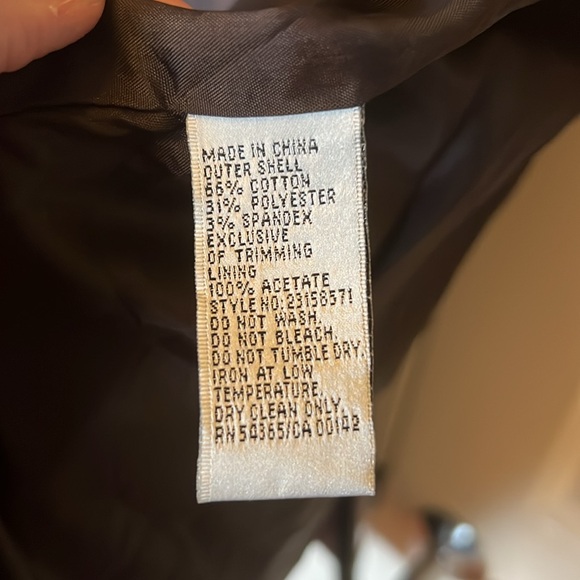 MADE IN CHINA
OUTER SHELL
66% COTTON
31% POLYESTER
3% SPANDEX
EXCLUSIVE
OF TRIMMING
LINING
100% ACETATE
STYLE NO:23158571
DO NOT WASH.
DO NOT BLEACH.
DO NOT TUMBLE DRY.
IRON AT LOW
TEMPERATURE.
DRY CLEAN ONLY.
RN 54365/CA 00142